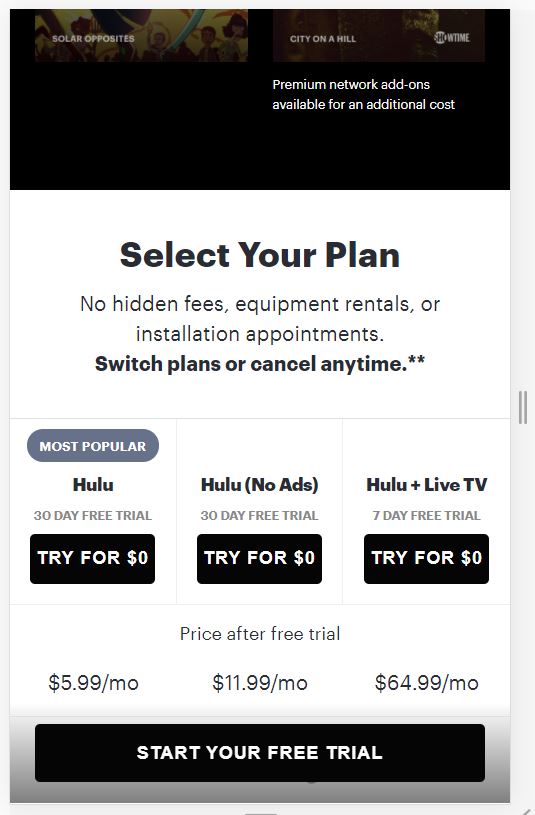 SOLAR OPPOSITES
CITY ON A HILL
SHOWTIME
Premium network add-ons
available for an additional cost
Select Your Plan
No hidden fees, equipment rentals, or
installation appointments.
Switch plans or cancel anytime.**
MOST POPULAR
Hulu
Hulu (No Ads)
Hulu + Live TV
30 DAY FREE TRIAL
30 DAY FREE TRIAL
7 DAY FREE TRIAL
TRY FOR $0
TRY FOR $0
TRY FOR $0
Price after free trial
$5.99/mo
$11.99/mo
$64.99/mo
START YOUR FREE TRIAL